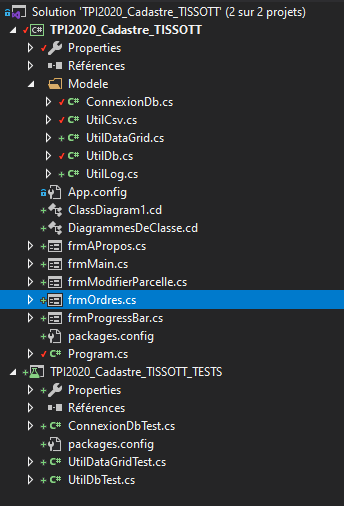 Solution 'TPI2020_Cadastre_TISSOTT' (2 sur 2 projets)
C# TPI2020_Cadastre_TISSOTT
Properties
Références
Modele
C# ConnexionDb.cs
C# UtilCsv.cs
C# UtilDataGrid.cs
C# UtilDb.cs
C# UtilLog.cs
App.config
ClassDiagram1.cd
DiagrammesDeClasse.cd
frmAPropos.cs
frmMain.cs
frmModifierParcelle.cs
frmOrdres.cs
frmProgressBar.cs
packages.config
C# Program.cs
TPI2020_Cadastre_TISSOTT_TESTS
Properties
Références
C# ConnexionDbTest.cs
packages.config
C# UtilDataGridTest.cs
C# UtilDbTest.cs